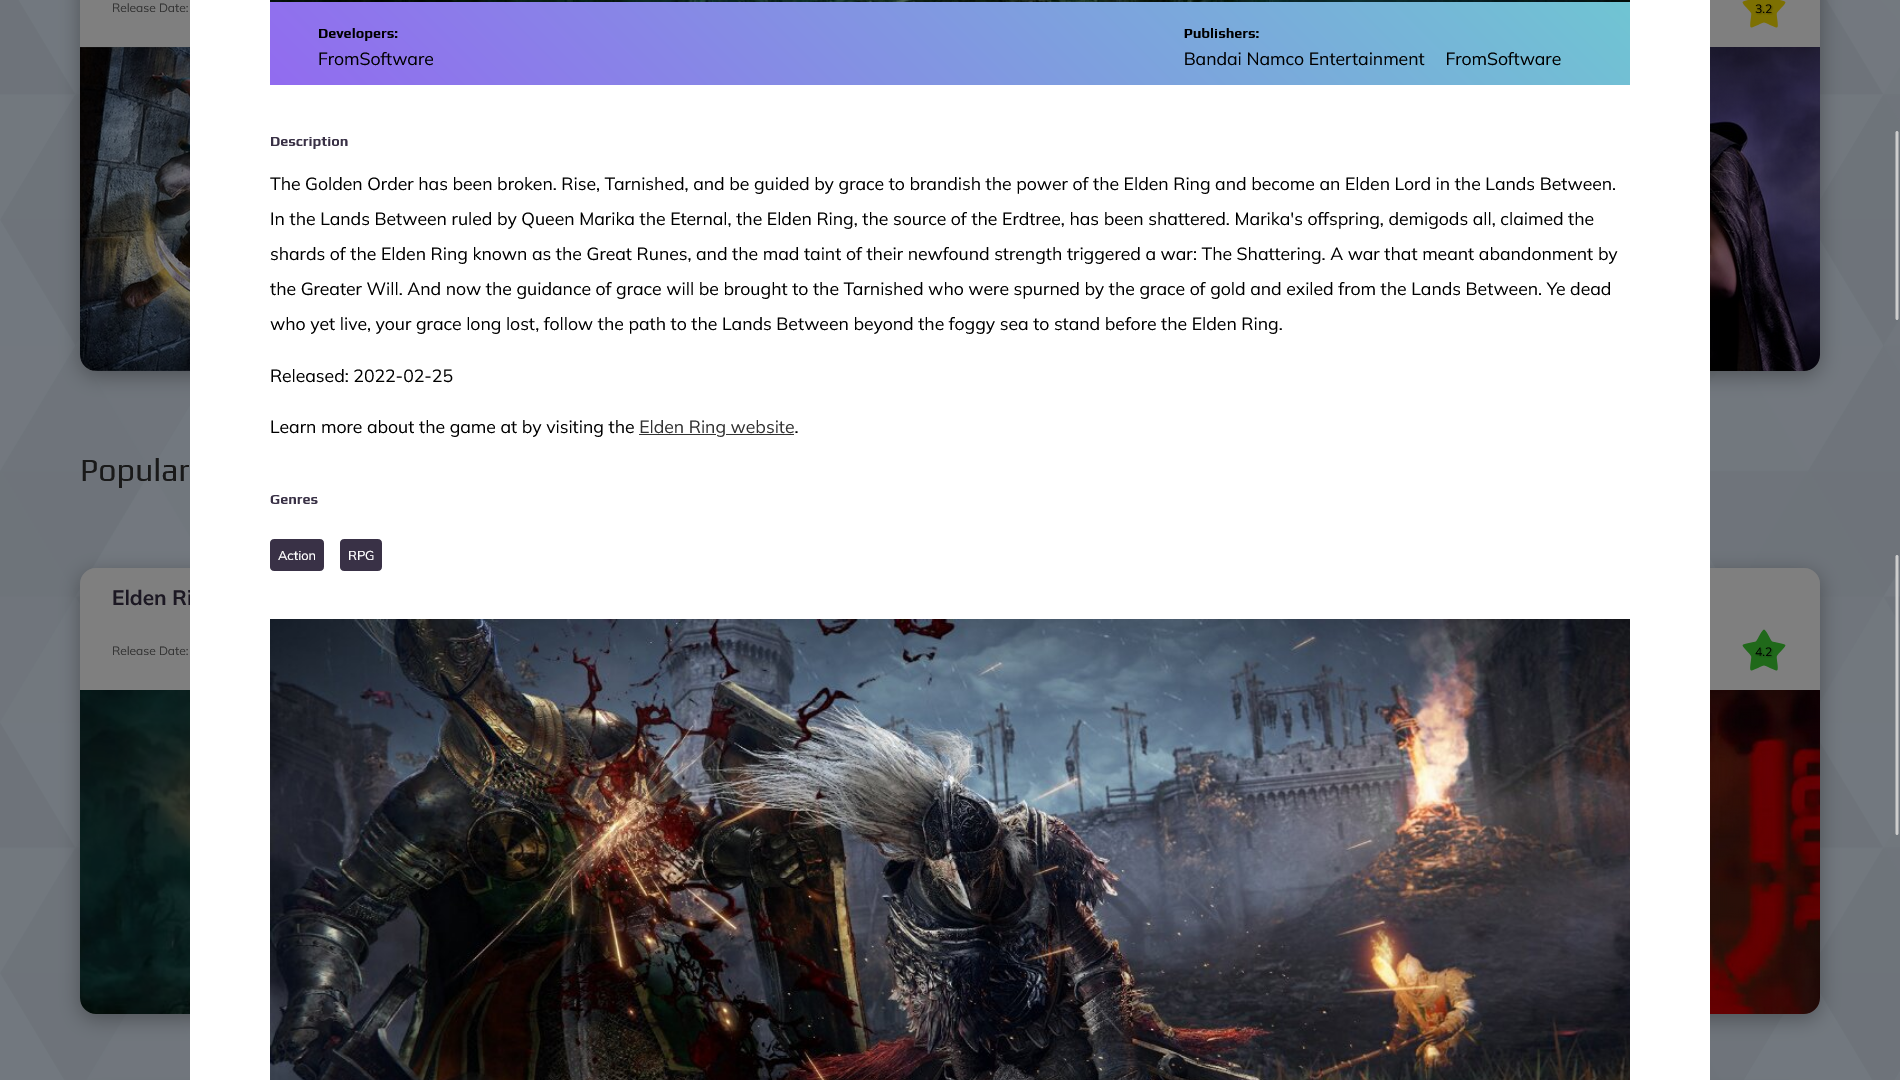 Release Date:
3.2
Developers:
FromSoftware
Publishers:
Bandai Namco Entertainment FromSoftware
Description
The Golden Order has been broken. Rise, Tarnished, and be guided by grace to brandish the power of the Elden Ring and become an Elden Lord in the Lands Between.
In the Lands Between ruled by Queen Marika the Eternal, the Elden Ring, the source of the Erdtree, has been shattered. Marika's offspring, demigods all, claimed the
shards of the Elden Ring known as the Great Runes, and the mad taint of their newfound strength triggered a war: The Shattering. A war that meant abandonment by
the Greater Will. And now the guidance of grace will be brought to the Tarnished who were spurned by the grace of gold and exiled from the Lands Between. Ye dead
who yet live, your grace long lost, follow the path to the Lands Between beyond the foggy sea to stand before the Elden Ring.
Released: 2022-02-25
Learn more about the game at by visiting the Elden Ring website.
Popular
Genres
Action RPG
Elden Ri
Release Date:
4.2